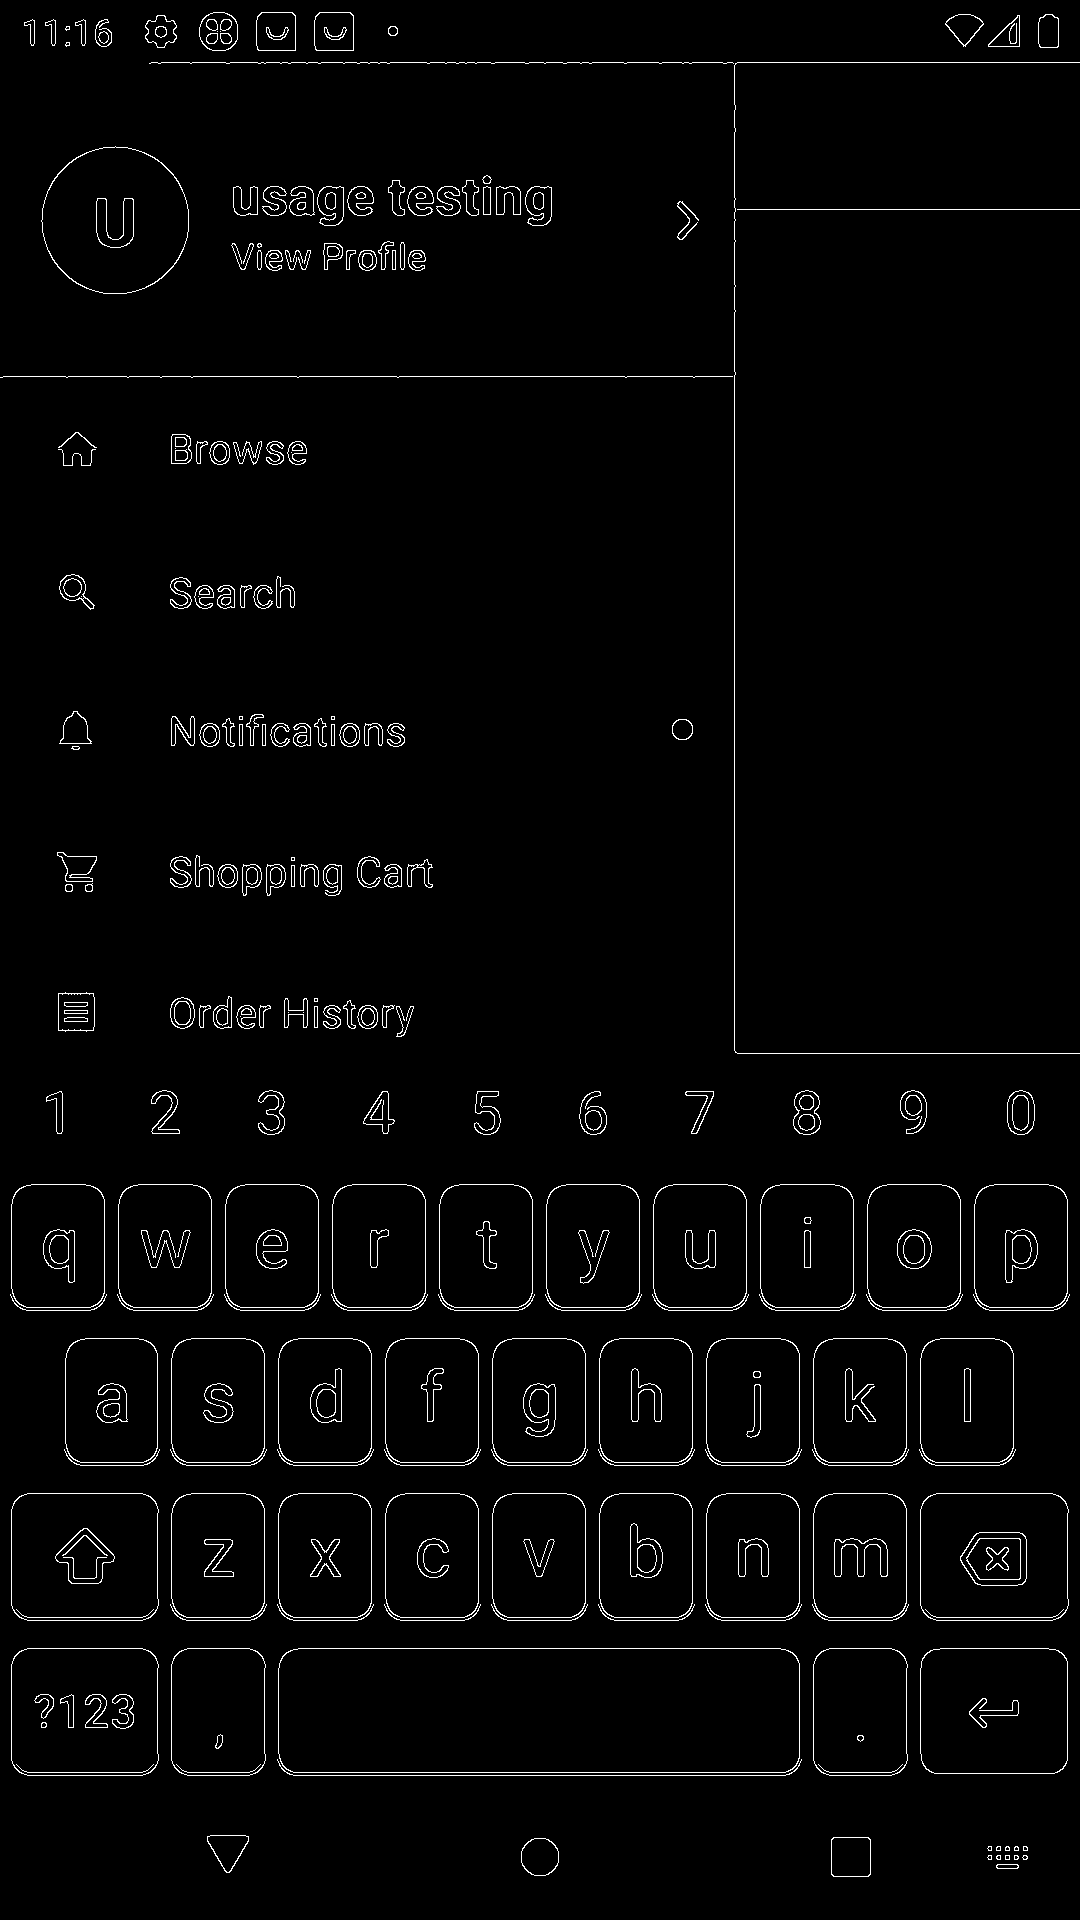 11:16
U
usage testing
View Profile
Browse
Search
Notifications
Shopping Cart
Order History
1 2 3 4 5 6 7 8 9 0
q w e r t y u i o p
a s d f g h j k l
z x c v b n m
?123 , .